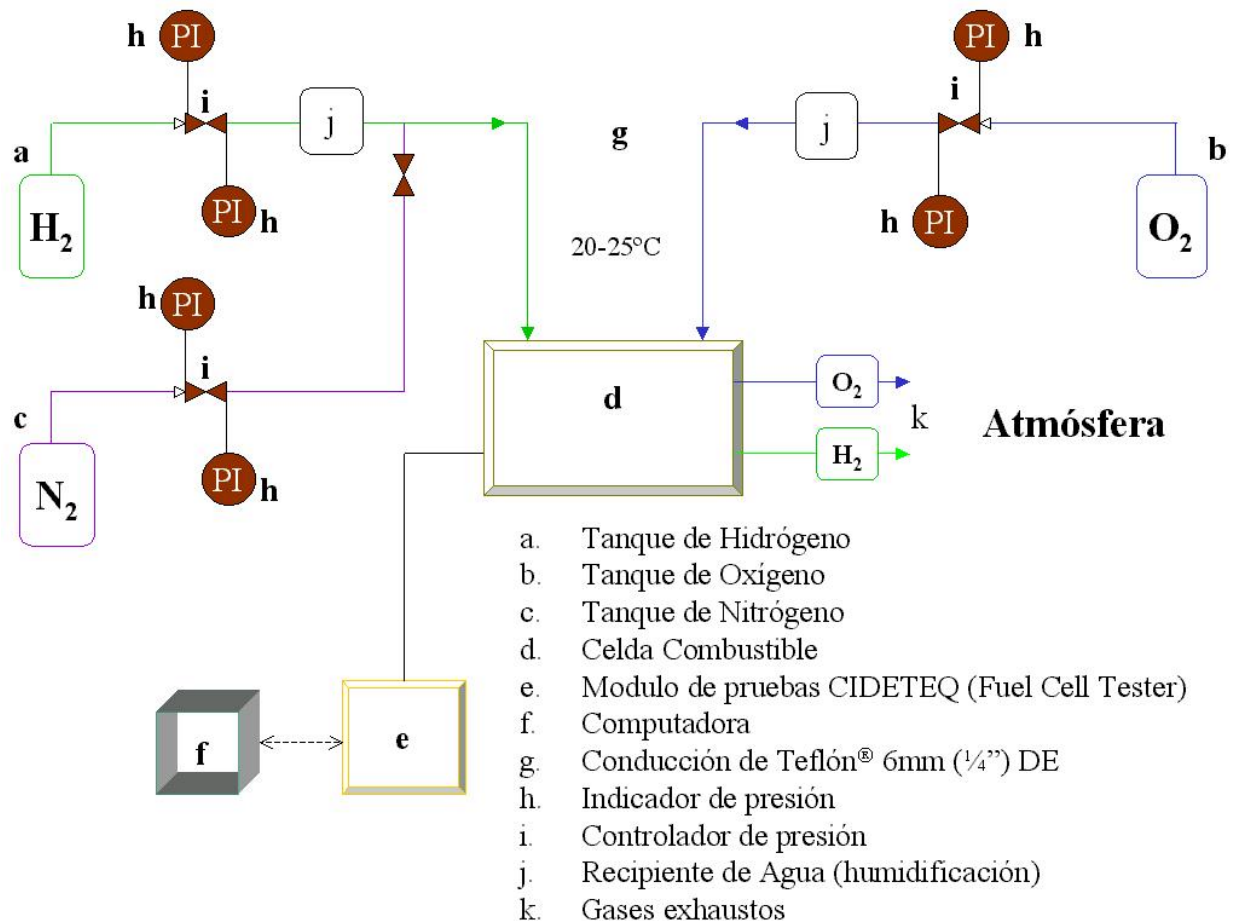 h PI
PI h
i
i
j
j
a
g
b
PI h
h PI
H₂
20-25°C
O₂
h PI
i
d
O₂
c
k
Atmósfera
H₂
PI h
N₂
a. Tanque de Hidrógeno
b. Tanque de Oxígeno
c. Tanque de Nitrógeno
d. Celda Combustible
e. Modulo de pruebas CIDETEQ (Fuel Cell Tester)
f. Computadora
g. Conducción de Teflón® 6mm (¼”) DE
h. Indicador de presión
i. Controlador de presión
j. Recipiente de Agua (humidificación)
k. Gases exhaustos
f
e